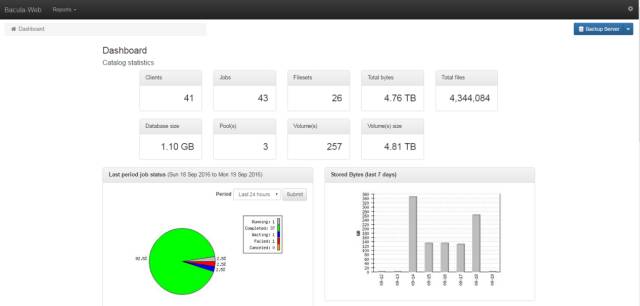 Bacula-Web Reports
Dashboard
Backup Server
Dashboard
Catalog statistics
Clients Jobs Filesets Total bytes Total files
41 43 26 4.76 TB 4,344,084
Database size Pool(s) Volume(s) Volume(s) size
1.10 GB 3 257 4.81 TB
Last period job status (Sun 18 Sep 2016 to Mon 19 Sep 2016)
Period Last 24 hours Submit
Running: 1
Completed: 37
Waiting: 1
Failed: 1
Canceled: 0
92.5%
2.5%
2.5%
2.5%
Stored Bytes (last 7 days)
GB
09-12 09-13 09-14 09-15 09-16 09-17 09-18 09-19